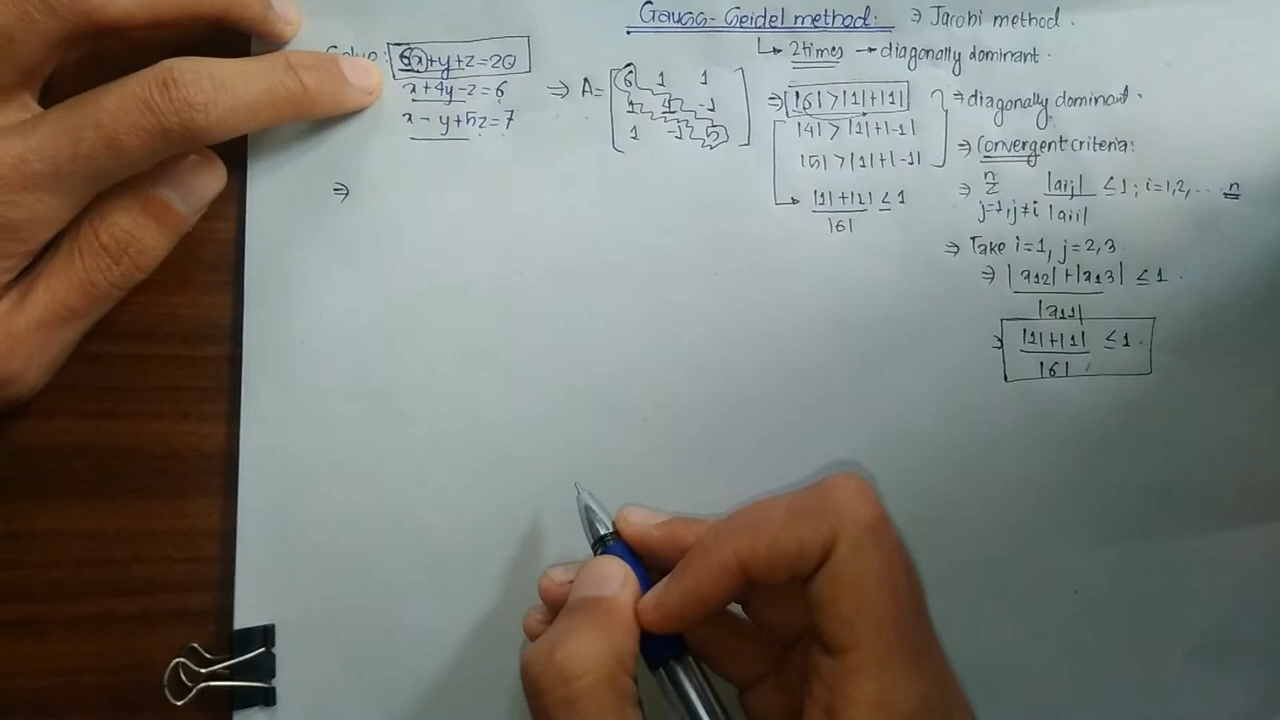 Gauss-Seidel method: ⇒ Jacobi method.
↳ 2times → diagonally dominant.
6x+y+z=20
x+4y-z=6
x-y+5z=7
⇒ A= [6 1 1
1 4 -1
1 -1 5]
⇒ |6| > |1|+|1|
|4| > |1|+|-1|
|5| > |1|+|-1|
|1|+|1| ≤ 1
|6|
⇒ diagonally dominant.
⇒ Convergent criteria:
⇒ n Σ j=1, j≠i |aij| / |aii| ≤ 1; i=1,2,... n
⇒ Take i=1, j=2,3
⇒ |a12|+|a13| ≤ 1.
|a11|
⇒ |1|+|1| ≤ 1.
|6|
⇒